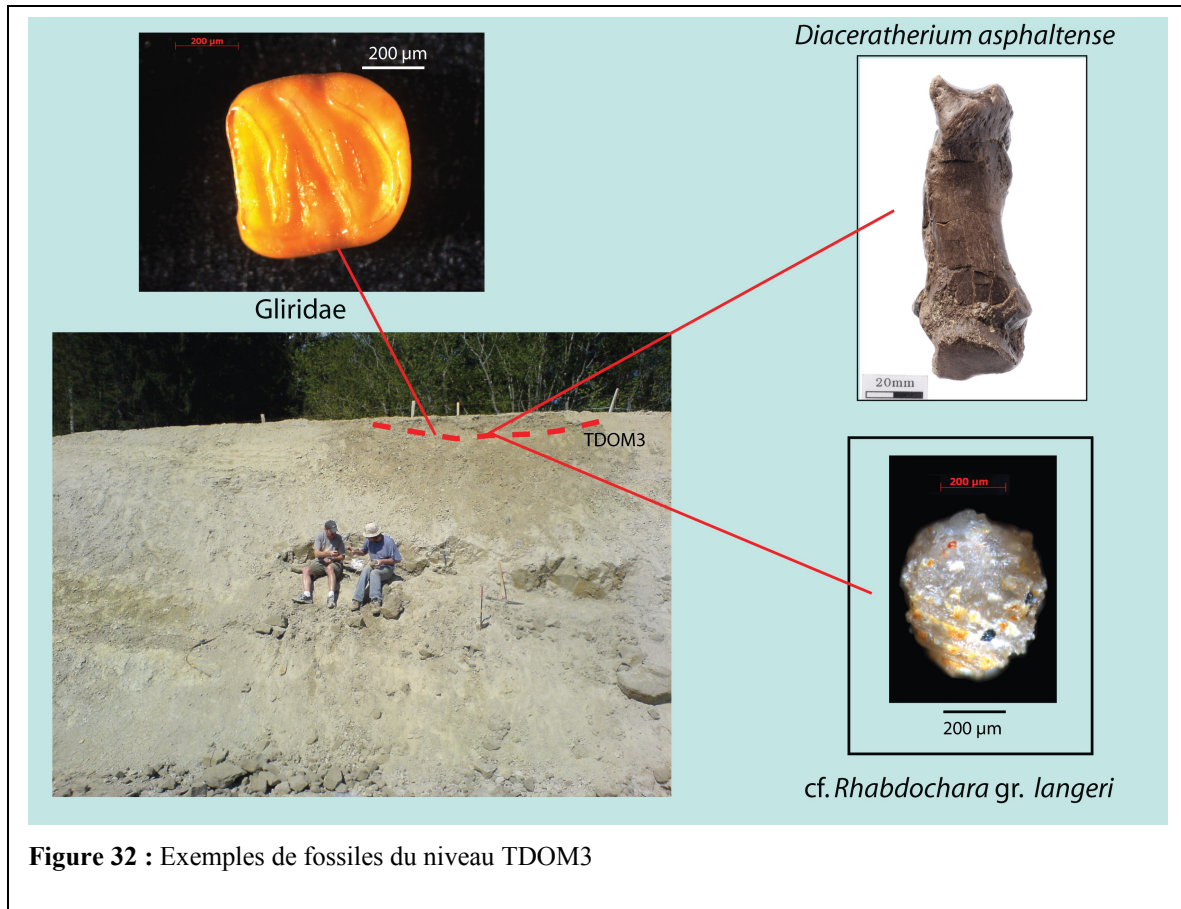 200 µm
200 µm
Gliridae
Diaceratherium asphaltense
20mm
TDOM3
200 µm
200 µm
cf. Rhabdochara gr. langeri
Figure 32 : Exemples de fossiles du niveau TDOM3